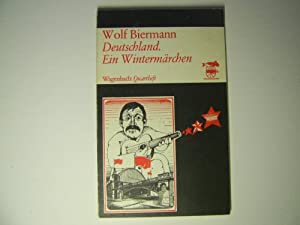 Wolf Biermann
Deutschland.
Ein Wintermärchen
Wagenbachs Quartheft